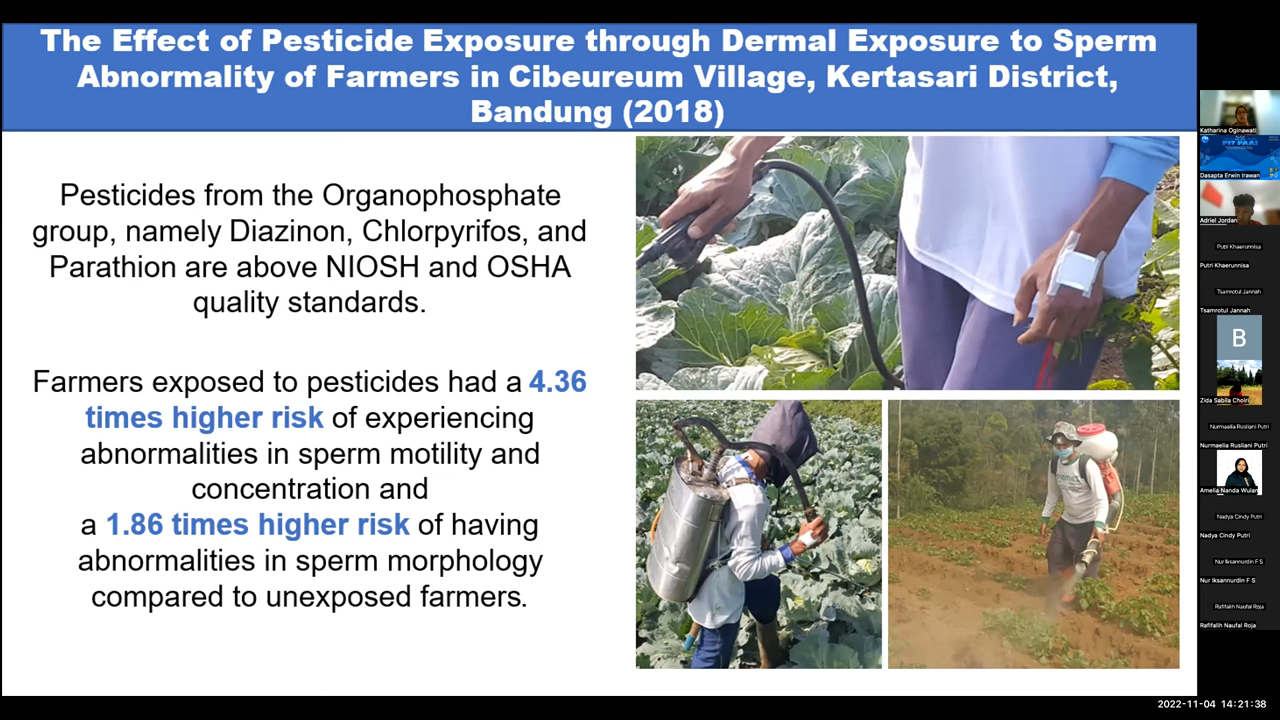 The Effect of Pesticide Exposure through Dermal Exposure to Sperm
Abnormality of Farmers in Cibeureum Village, Kertasari District,
Bandung (2018)
Pesticides from the Organophosphate
group, namely Diazinon, Chlorpyrifos, and
Parathion are above NIOSH and OSHA
quality standards.
Farmers exposed to pesticides had a 4.36
times higher risk of experiencing
abnormalities in sperm motility and
concentration and
a 1.86 times higher risk of having
abnormalities in sperm morphology
compared to unexposed farmers.
Katharina Oginawati
PIT PAAI
Dasapta Erwin Irawan
Adriel Jordan
Putri Khaerunnisa
Putri Khaerunnisa
Tsamrotul Jannah
Tsamrotul Jannah
B
Zida Sabila Choiri
Nurmaelia Rusliani Putri
Nurmaelia Rusliani Putri
Amelia Nanda Wulan
Nadya Cindy Putri
Nadya Cindy Putri
Nur Iksannurdin F S
Nur Iksannurdin F S
Rafifalih Naufal Roja
Rafifalih Naufal Roja
2022-11-04 14:21:38